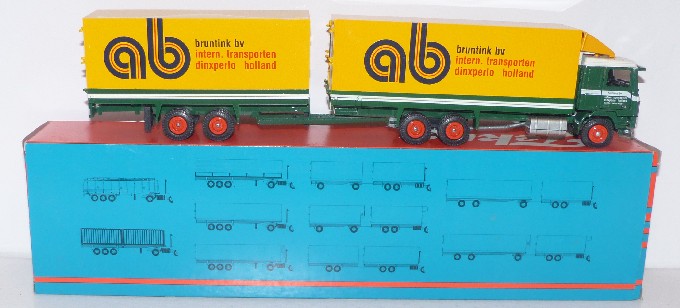 ab
bruntink bv
intern. transporten
dinxperlo holland
ab
bruntink bv
intern. transporten
dinxperlo holland